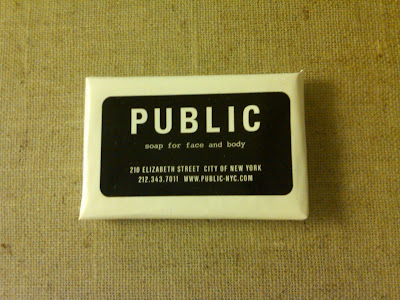 PUBLIC
soap for face and body
210 ELIZABETH STREET CITY OF NEW YORK
212.343.7011 WWW.PUBLIC-NYC.COM